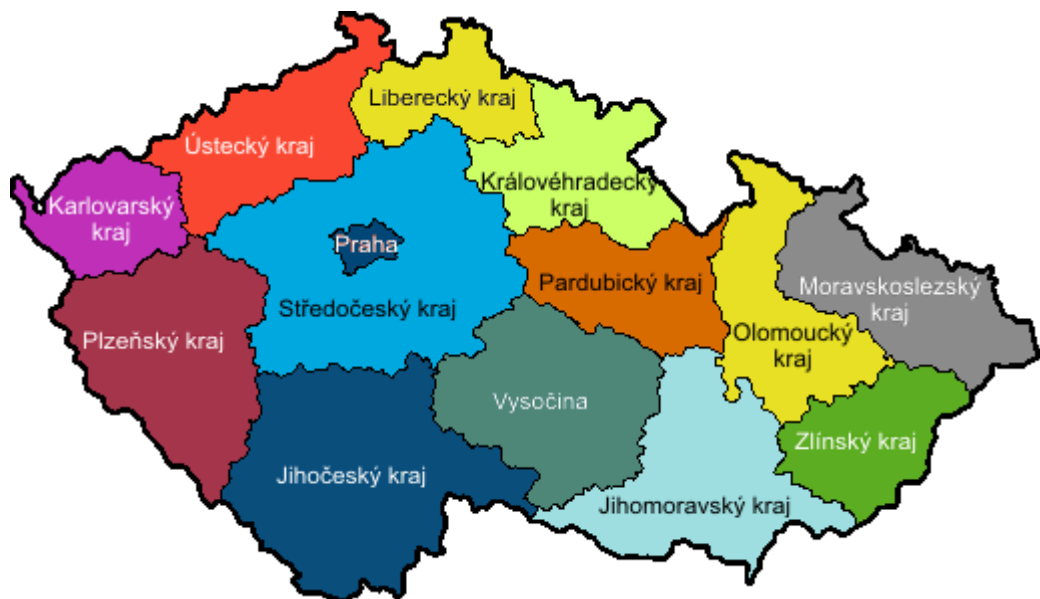 Liberecký kraj
Ústecký kraj
Královéhradecký
kraj
Karlovarský
kraj
Praha
Pardubický kraj
Moravskoslezský
kraj
Středočeský kraj
Plzeňský kraj
Olomoucký
kraj
Vysočina
Zlínský kraj
Jihočeský kraj
Jihomoravský kraj